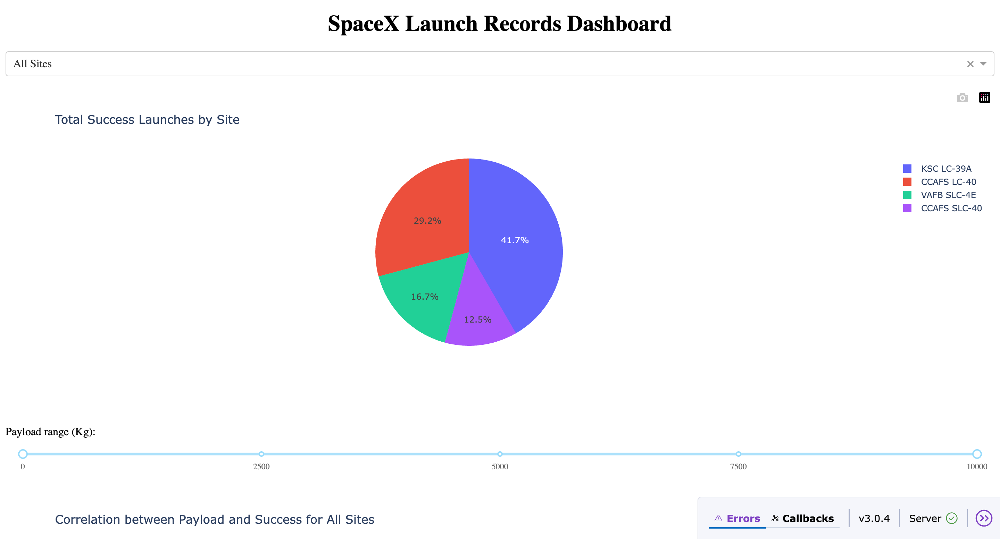 SpaceX Launch Records Dashboard
All Sites
Total Success Launches by Site
KSC LC-39A
CCAFS LC-40
VAFB SLC-4E
CCAFS SLC-40
29.2%
41.7%
16.7%
12.5%
Payload range (Kg):
0 2500 5000 7500 10000
Correlation between Payload and Success for All Sites
Errors Callbacks v3.0.4 Server